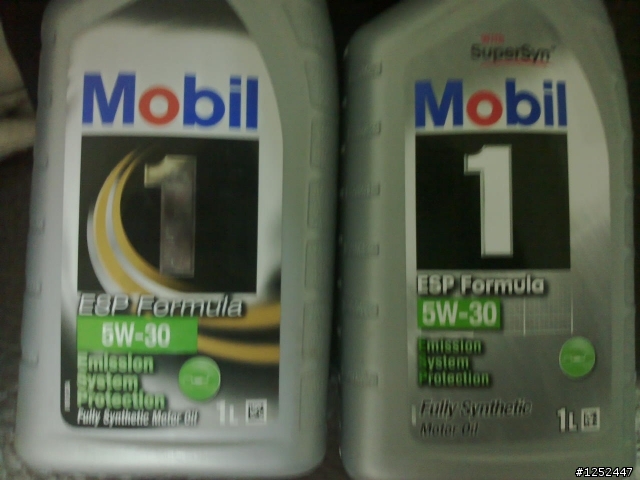 Mobil
1
ESP Formula
5W-30
Emission
System
Protection
Fully Synthetic Motor Oil
1L
with
SuperSyn
Mobil
1
ESP Formula
5W-30
Emission
System
Protection
Fully Synthetic
Motor Oil
1L
#1252447